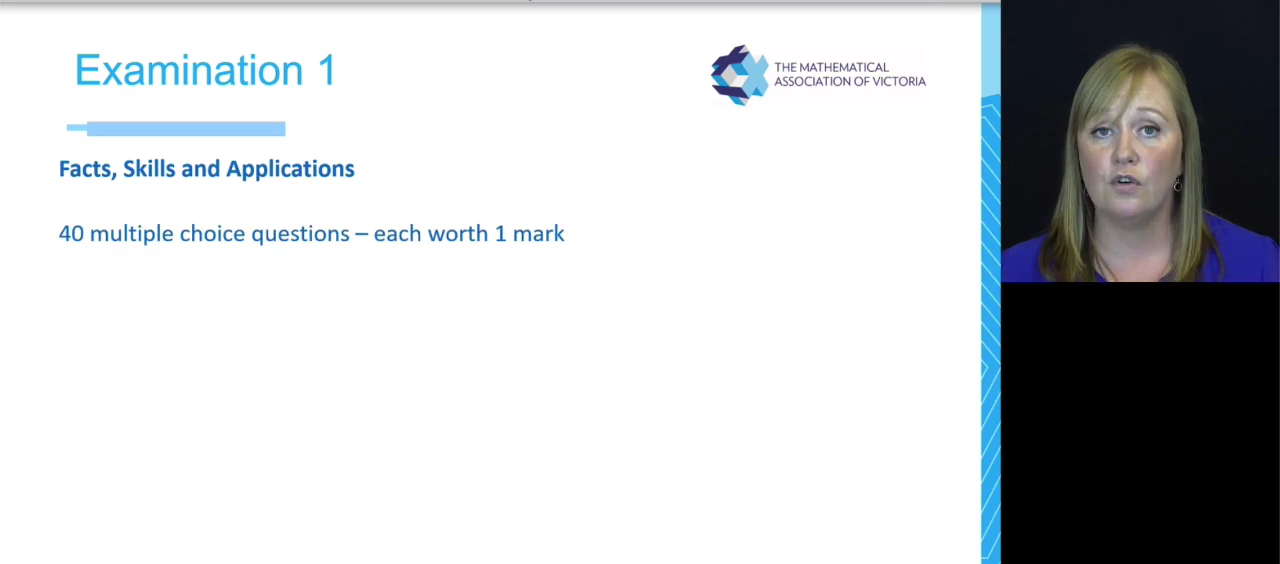 Examination 1
THE MATHEMATICAL
ASSOCIATION OF VICTORIA
Facts, Skills and Applications
40 multiple choice questions – each worth 1 mark